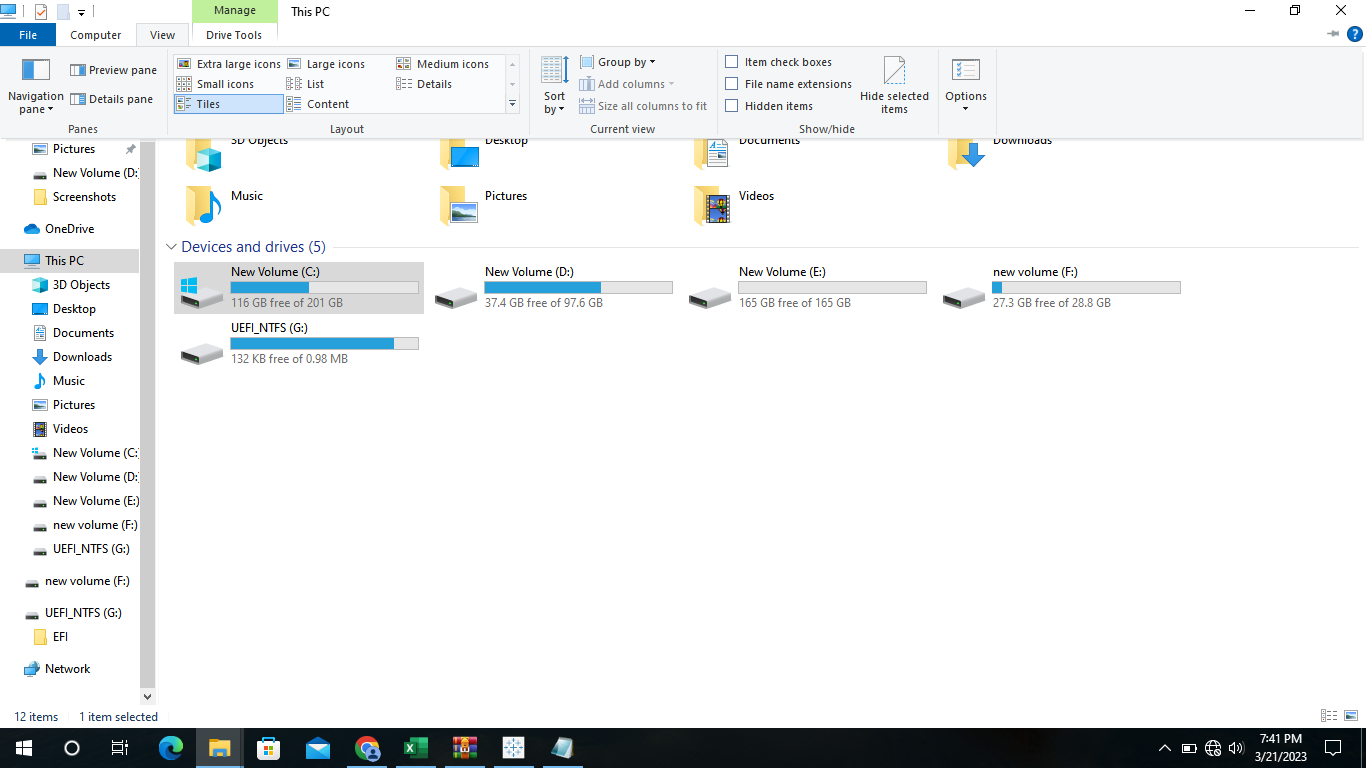 Manage
This PC
File
Computer
View
Drive Tools
Navigation pane
Preview pane
Details pane
Panes
Extra large icons
Large icons
Medium icons
Small icons
List
Details
Tiles
Content
Layout
Sort by
Group by
Add columns
Size all columns to fit
Current view
Item check boxes
File name extensions
Hidden items
Hide selected items
Show/hide
Options
Pictures
New Volume (D:
Screenshots
OneDrive
This PC
3D Objects
Desktop
Documents
Downloads
Music
Pictures
Videos
New Volume (C:
New Volume (D:
New Volume (E:)
new volume (F:)
UEFI_NTFS (G:)
new volume (F:)
UEFI_NTFS (G:)
EFI
Network
3D Objects
Desktop
Documents
Downloads
Music
Pictures
Videos
Devices and drives (5)
New Volume (C:)
116 GB free of 201 GB
New Volume (D:)
37.4 GB free of 97.6 GB
New Volume (E:)
165 GB free of 165 GB
new volume (F:)
27.3 GB free of 28.8 GB
UEFI_NTFS (G:)
132 KB free of 0.98 MB
12 items
1 item selected
7:41 PM
3/21/2023